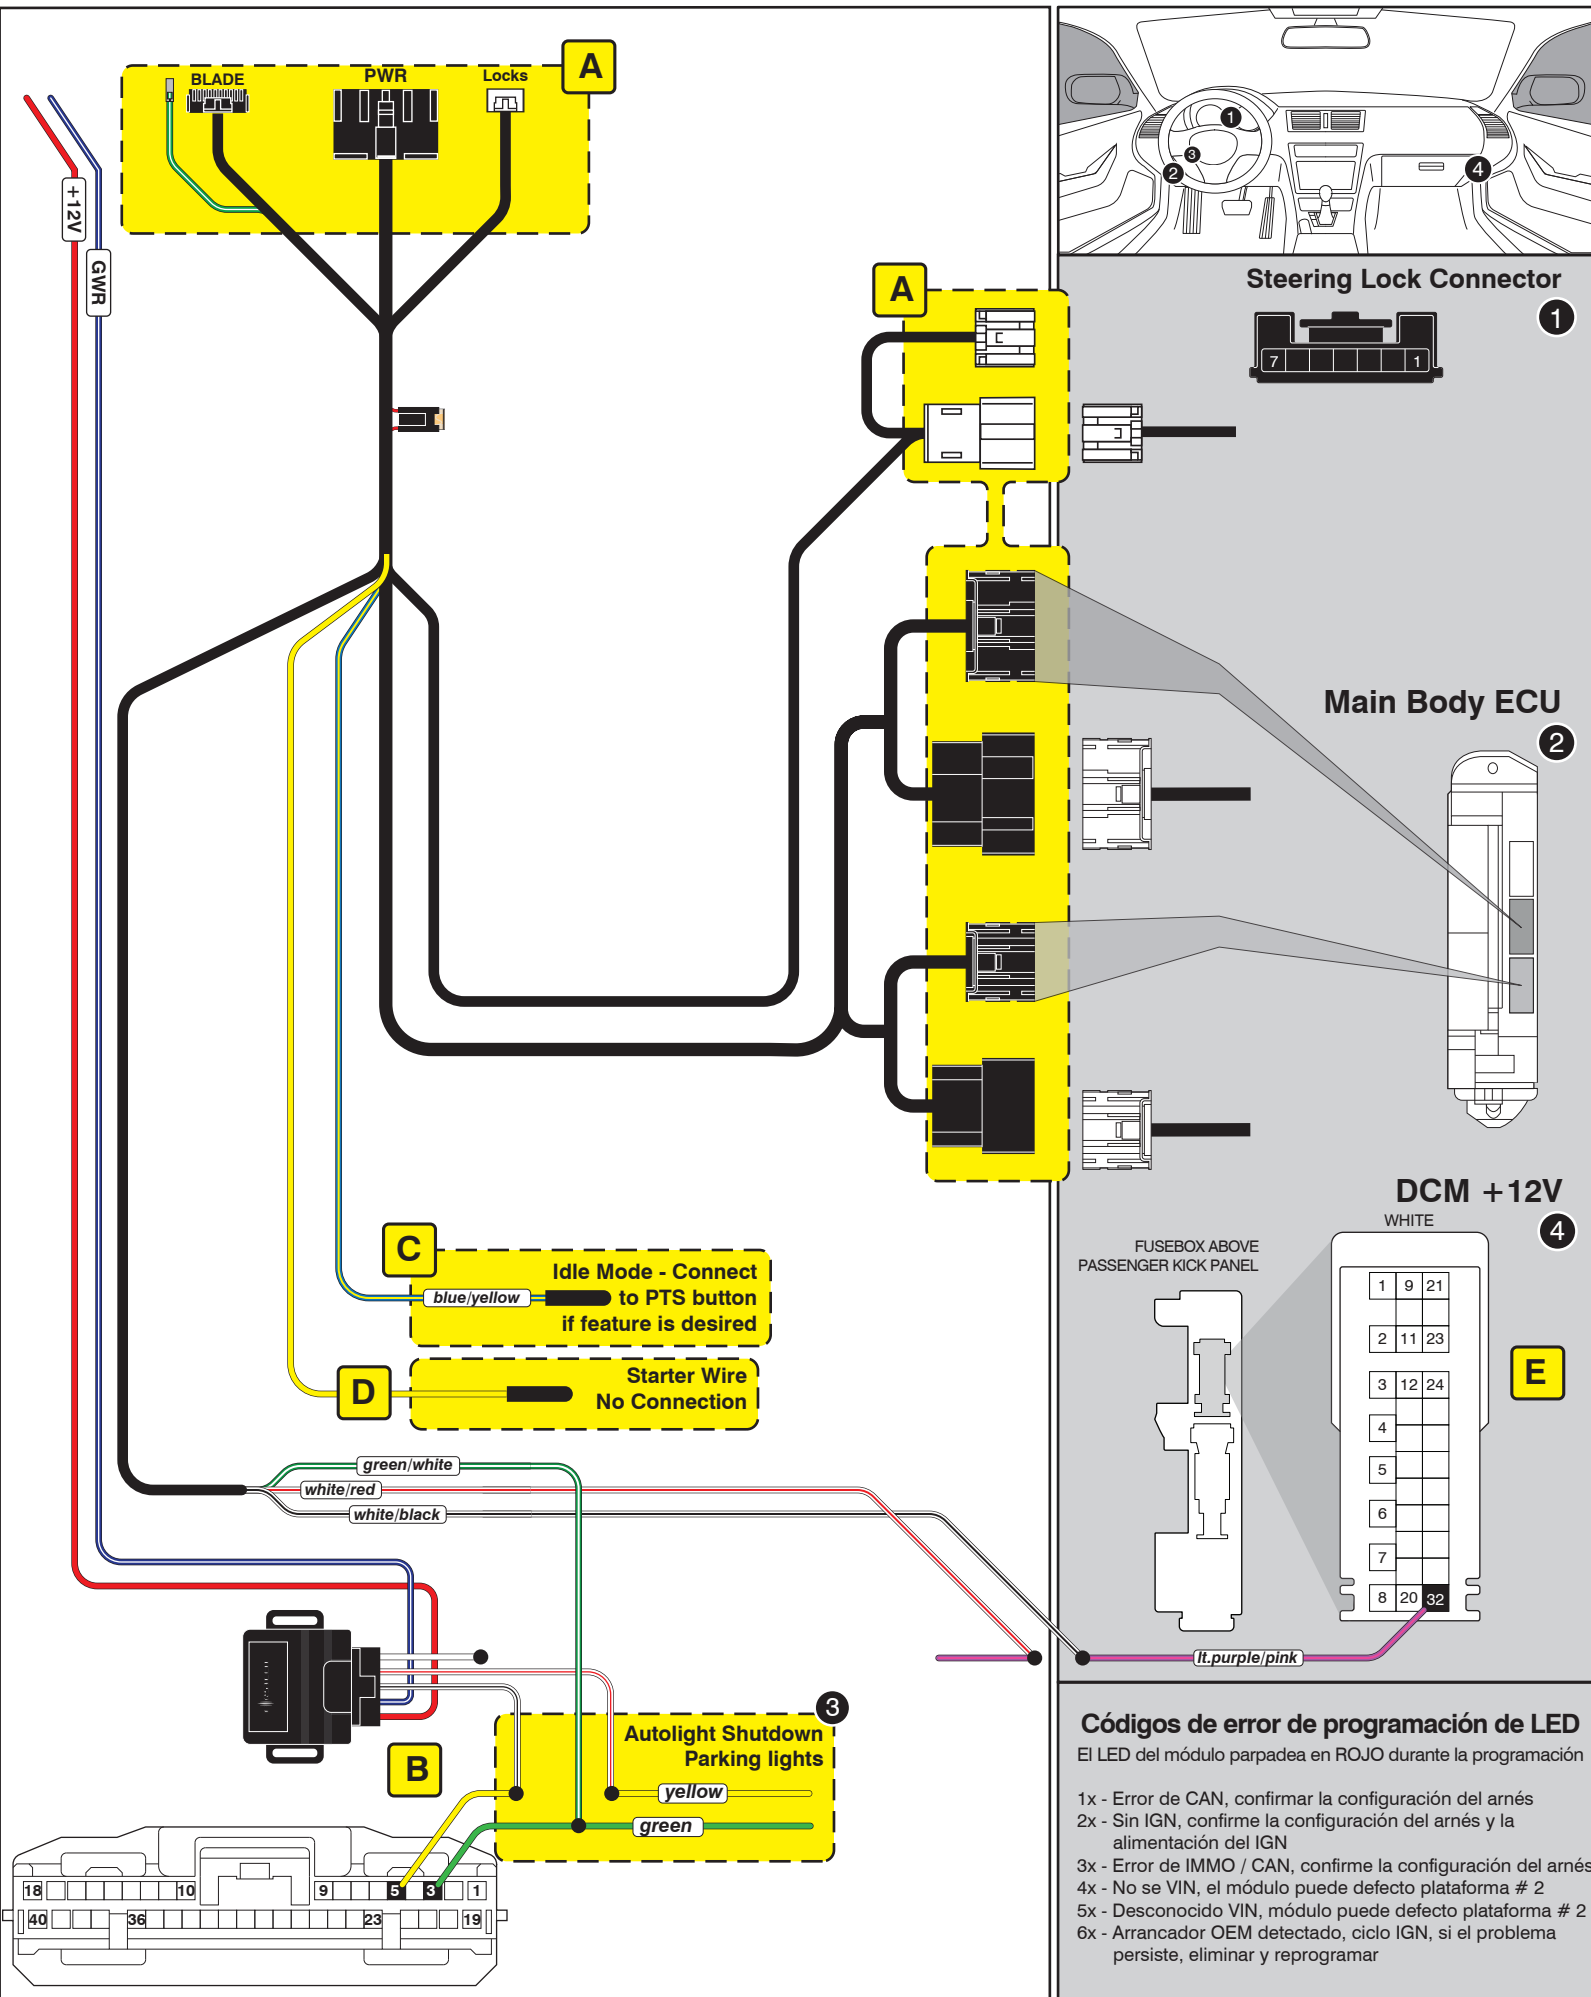 A
BLADE
PWR
Locks
+12V
GWR
1
3
2
4
A
Steering Lock Connector
1
7
1
Main Body ECU
2
DCM +12V
4
WHITE
FUSEBOX ABOVE
PASSENGER KICK PANEL
1 9 21
2 11 23
3 12 24
4
5
6
7
8 20 32
E
lt.purple/pink
C
Idle Mode - Connect
blue/yellow to PTS button
if feature is desired
D
Starter Wire
No Connection
green/white
white/red
white/black
3
Autolight Shutdown
Parking lights
B
yellow
green
18 10 9 5 3 1
40 36 23 19
Códigos de error de programación de LED
El LED del módulo parpadea en ROJO durante la programación
1x - Error de CAN, confirmar la configuración del arnés
2x - Sin IGN, confirme la configuración del arnés y la
alimentación del IGN
3x - Error de IMMO / CAN, confirme la configuración del arnés
4x - No se VIN, el módulo puede defecto plataforma # 2
5x - Desconocido VIN, módulo puede defecto plataforma # 2
6x - Arrancador OEM detectado, ciclo IGN, si el problema
persiste, eliminar y reprogramar